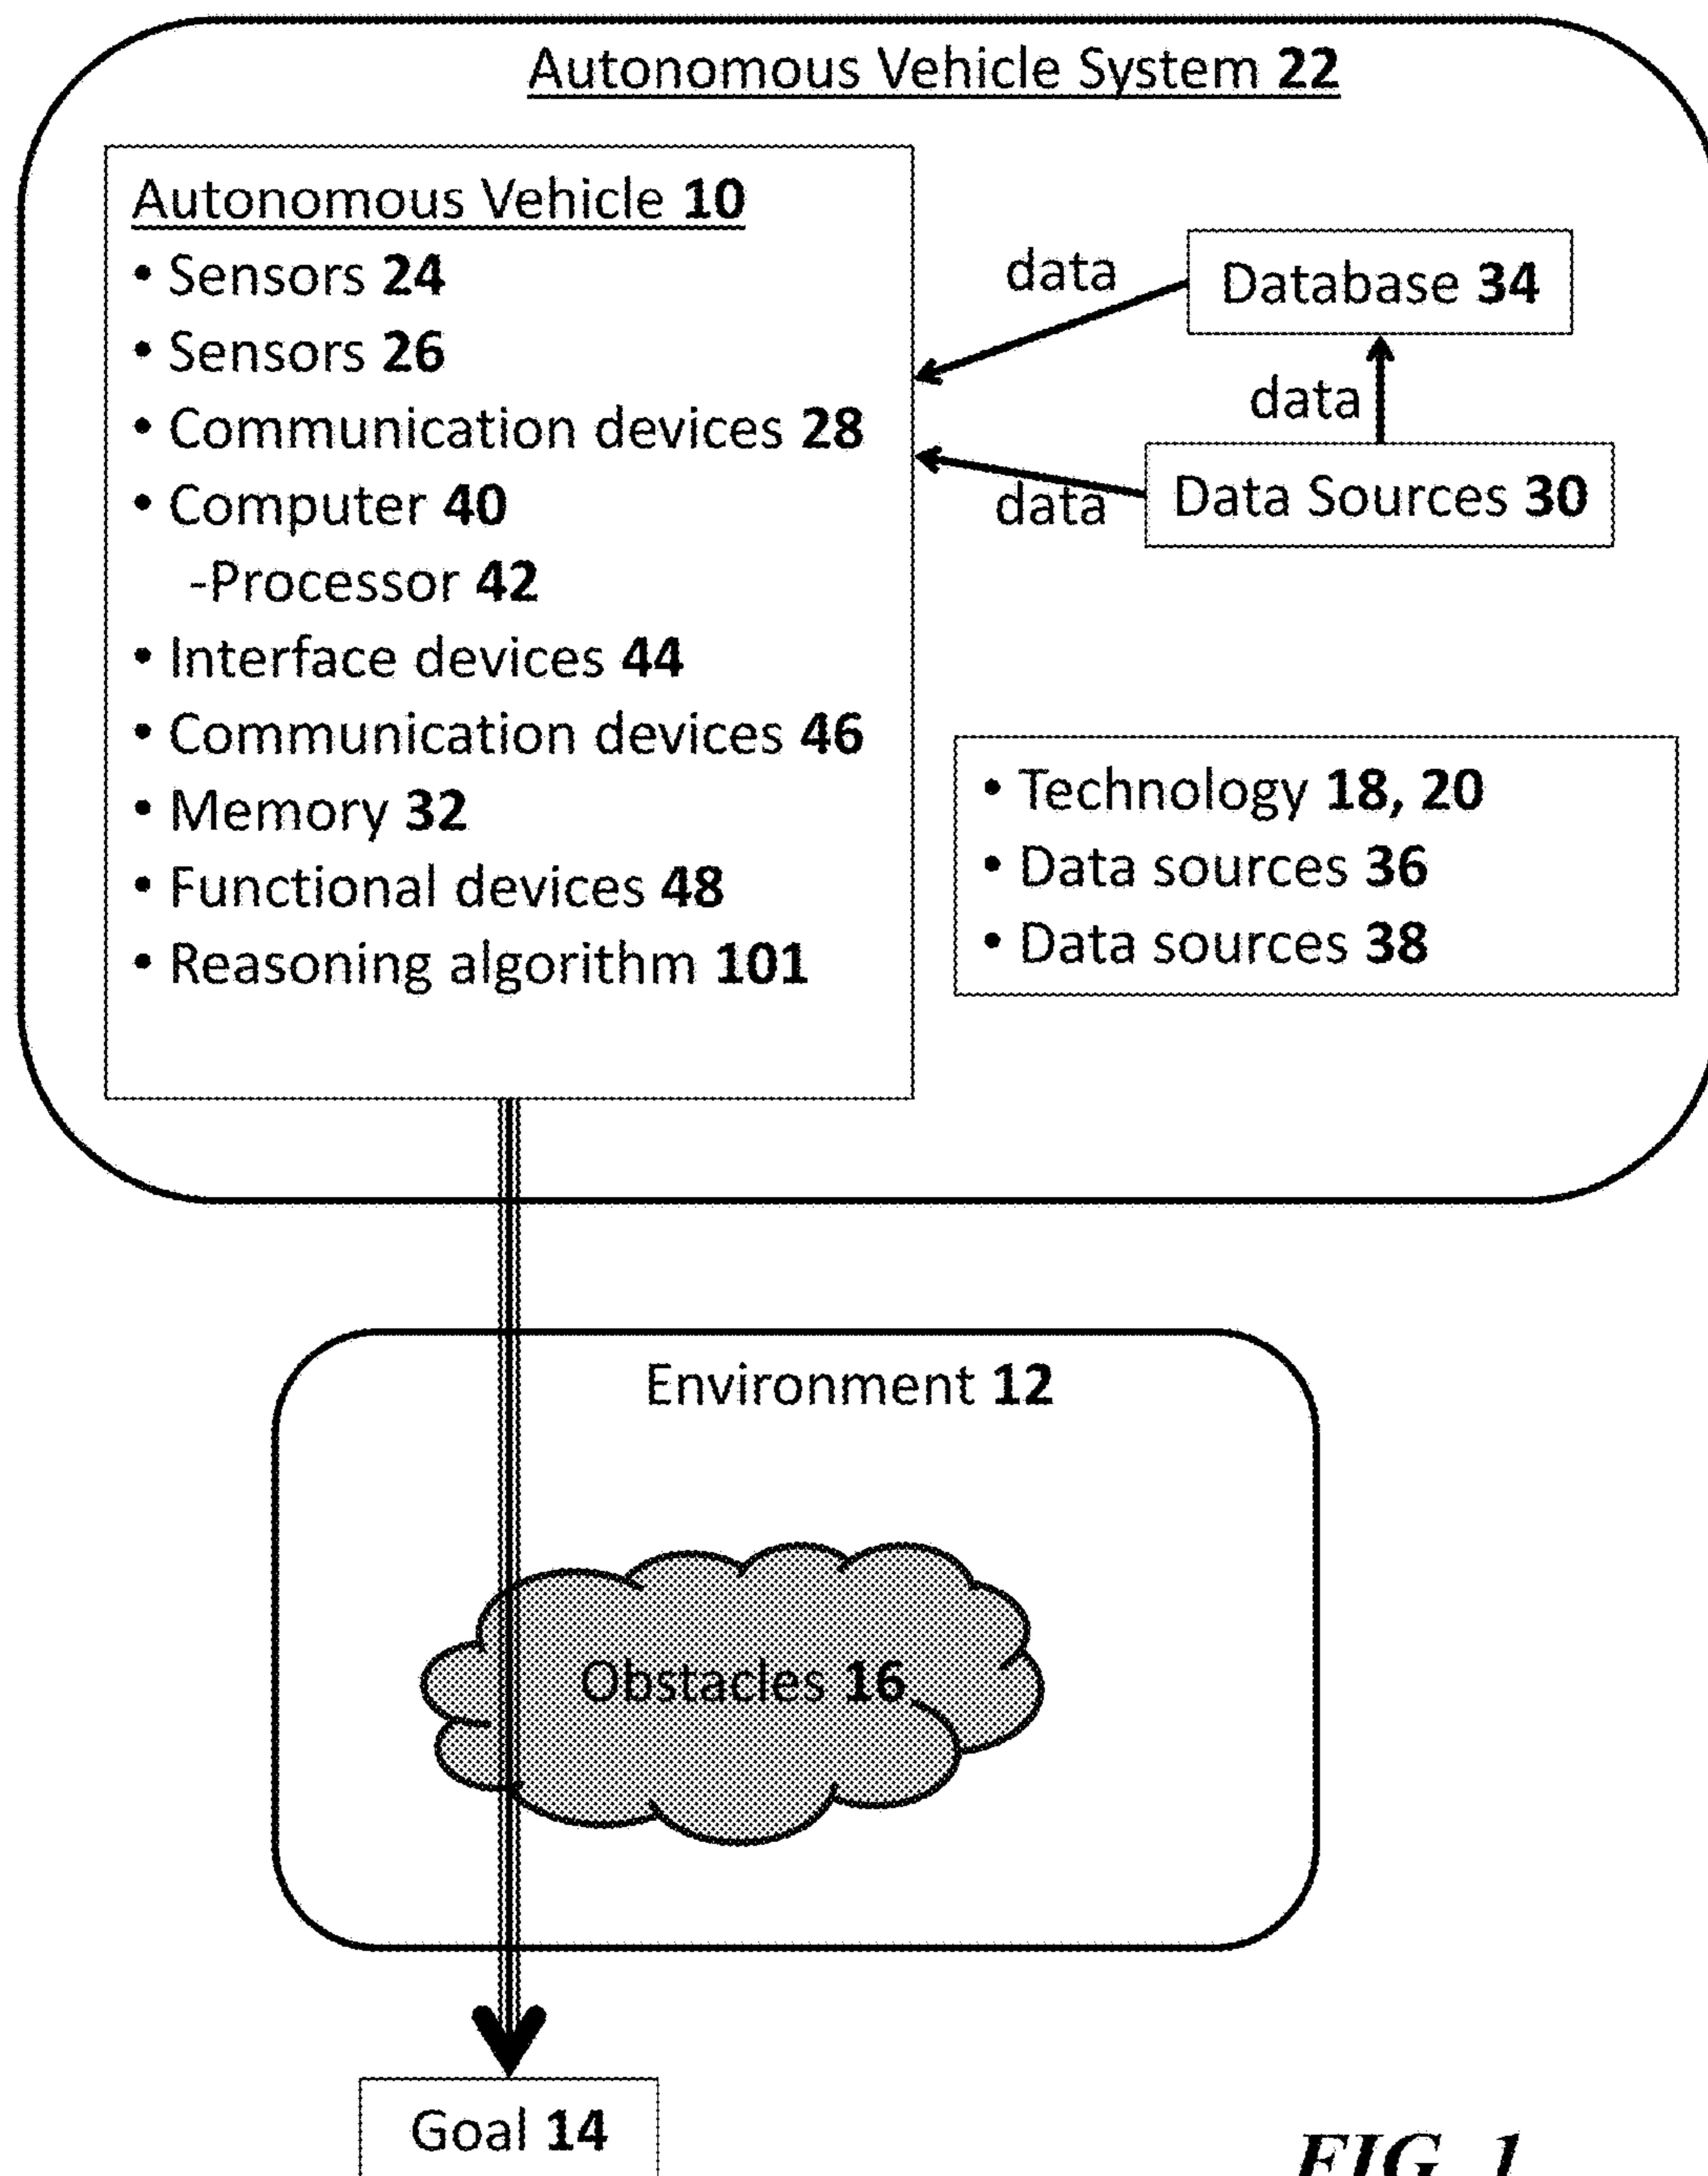 Autonomous Vehicle System 22
Autonomous Vehicle 10
• Sensors 24
• Sensors 26
• Communication devices 28
• Computer 40
-Processor 42
• Interface devices 44
• Communication devices 46
• Memory 32
• Functional devices 48
• Reasoning algorithm 101
data
Database 34
data
data
Data Sources 30
• Technology 18, 20
• Data sources 36
• Data sources 38
Environment 12
Obstacles 16
Goal 14
FIG. 1